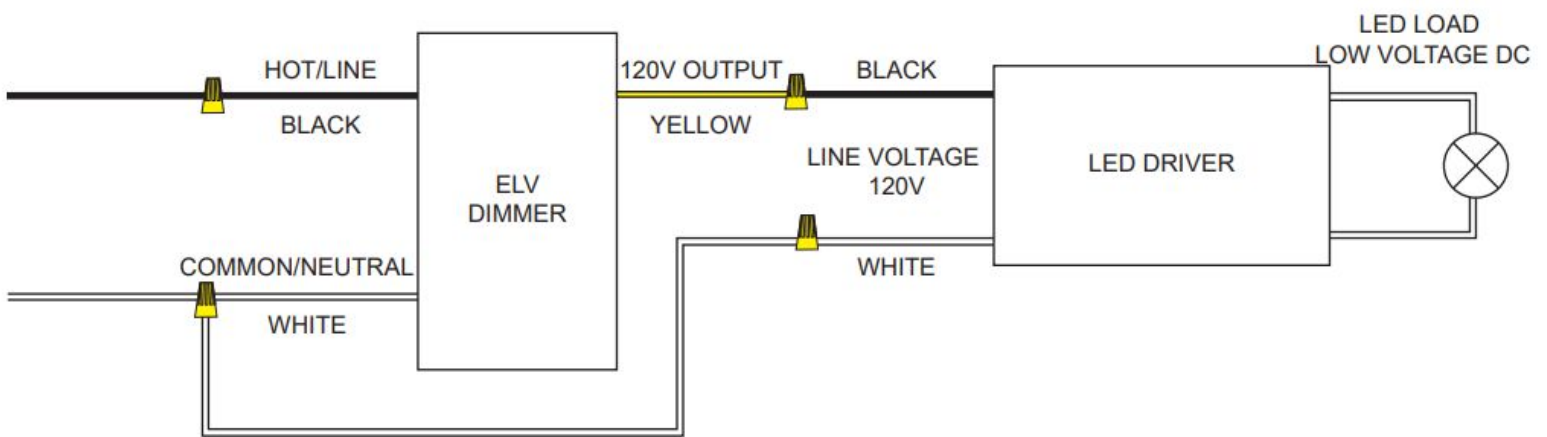 HOT/LINE
BLACK
COMMON/NEUTRAL
WHITE
ELV
DIMMER
120V OUTPUT
YELLOW
BLACK
LINE VOLTAGE
120V
WHITE
LED DRIVER
LED LOAD
LOW VOLTAGE DC